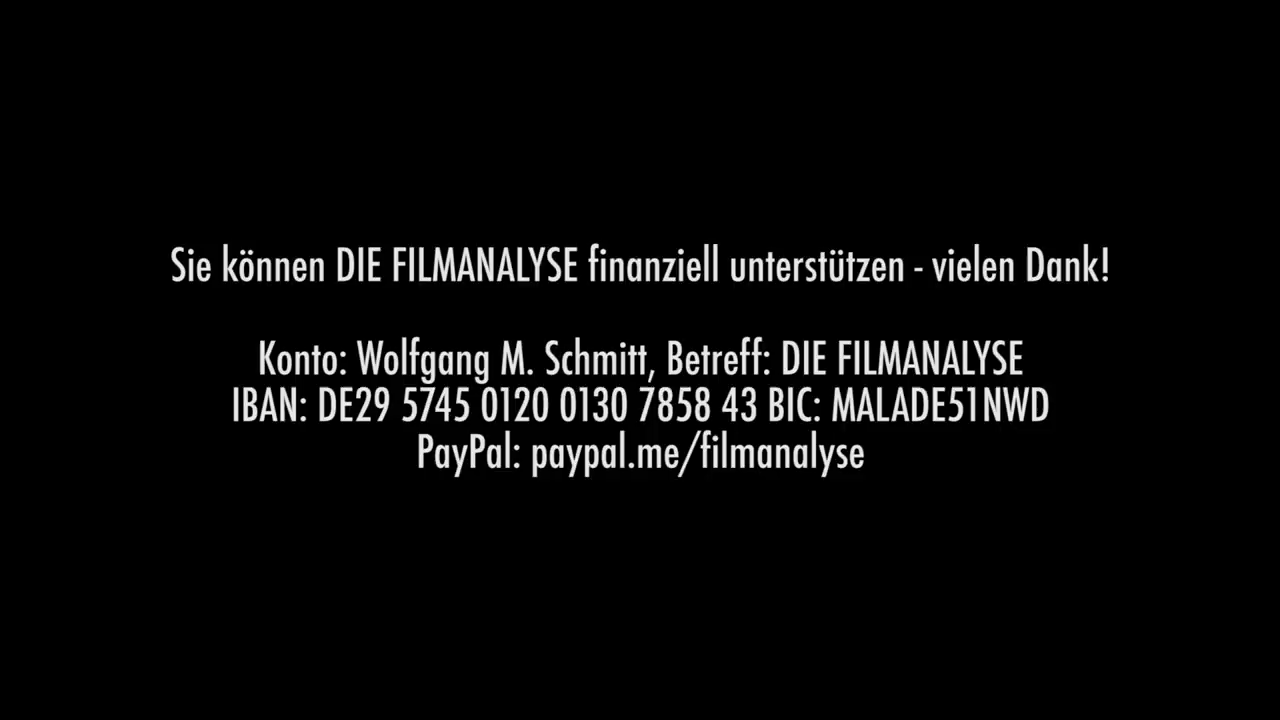 Sie können DIE FILMANALYSE finanziell unterstützen - vielen Dank!
Konto: Wolfgang M. Schmitt, Betreff: DIE FILMANALYSE
IBAN: DE29 5745 0120 0130 7858 43 BIC: MALADE51NWD
PayPal: paypal.me/filmanalyse